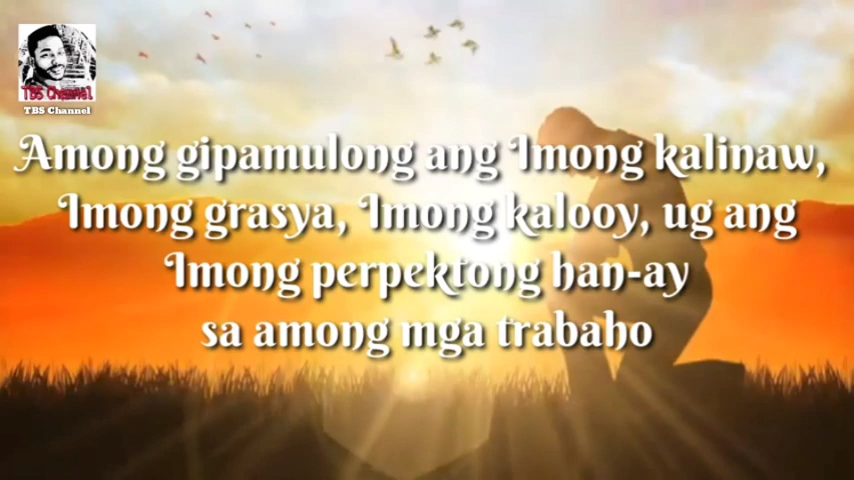 TBS Channel
TBS Channel
Among gipamulong ang Imong kalinaw,
Imong grasya, Imong kalooy, ug ang
Imong perpektong han-ay
sa among mga trabaho